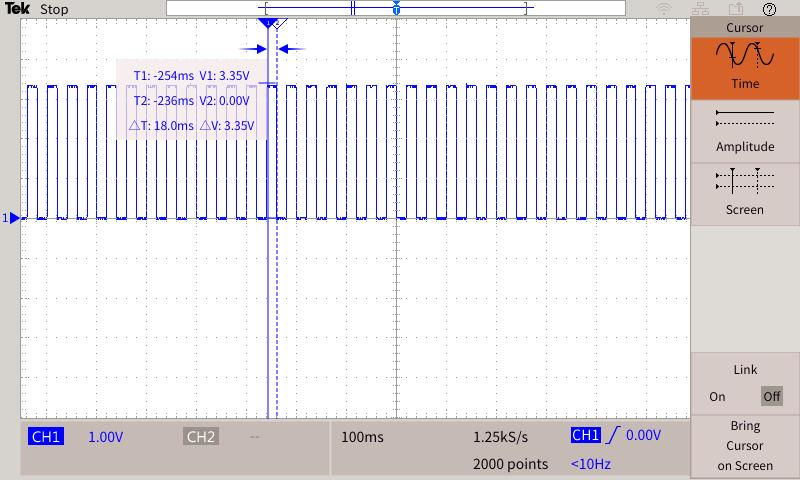 Tek Stop
T
?
Cursor
1
T1: -254ms V1: 3.35V
T2: -236ms V2: 0.00V
△T: 18.0ms △V: 3.35V
Time
Amplitude
Screen
1
Link
On Off
Bring
Cursor
on Screen
CH1 1.00V CH2 -- 100ms 1.25kS/s CH1 0.00V
2000 points <10Hz